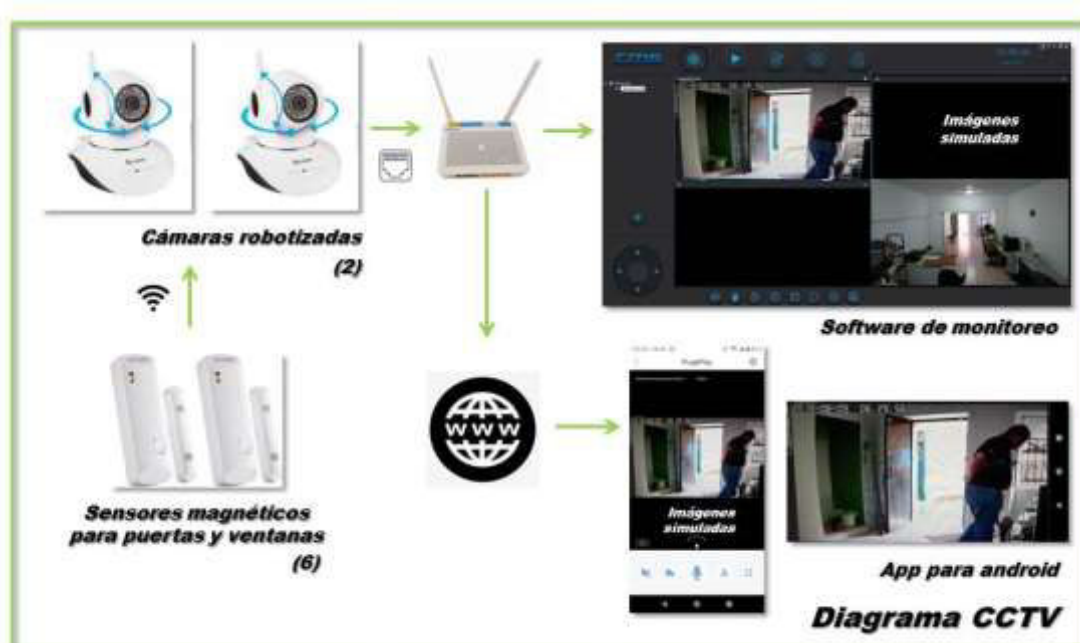 Imágenes
simuladas
Cámaras robotizadas
(2)
Software de monitoreo
WWW
Imágenes
simuladas
Sensores magnéticos
para puertas y ventanas
(6)
App para android
Diagrama CCTV